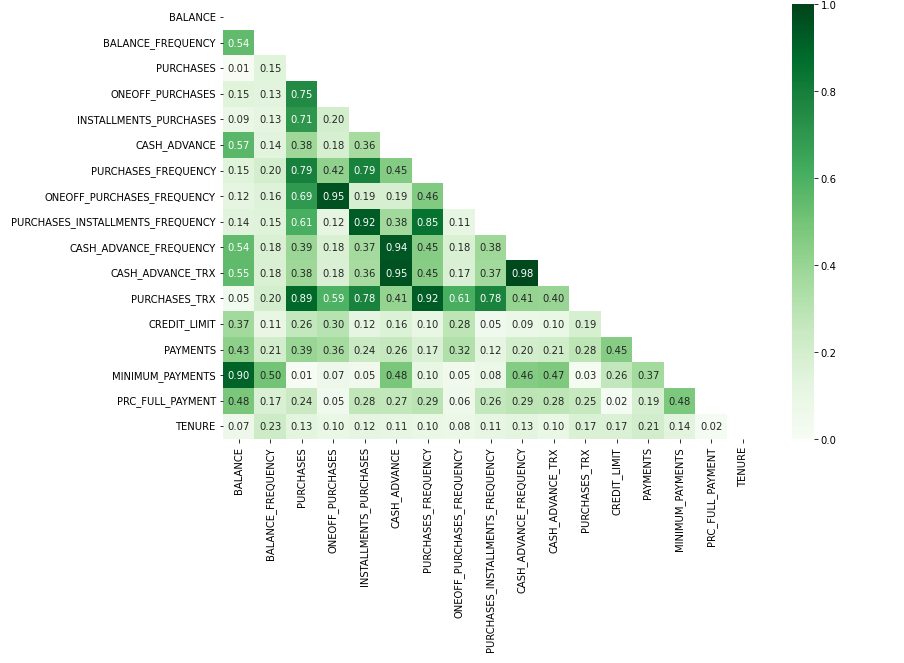 BALANCE
BALANCE_FREQUENCY 0.54
PURCHASES 0.01 0.15
ONEOFF_PURCHASES 0.15 0.13 0.75
INSTALLMENTS_PURCHASES 0.09 0.13 0.71 0.20
CASH_ADVANCE 0.57 0.14 0.38 0.18 0.36
PURCHASES_FREQUENCY 0.15 0.20 0.79 0.42 0.79 0.45
ONEOFF_PURCHASES_FREQUENCY 0.12 0.16 0.69 0.95 0.19 0.19 0.46
PURCHASES_INSTALLMENTS_FREQUENCY 0.14 0.15 0.61 0.12 0.92 0.38 0.85 0.11
CASH_ADVANCE_FREQUENCY 0.54 0.18 0.39 0.18 0.37 0.94 0.45 0.18 0.38
CASH_ADVANCE_TRX 0.55 0.18 0.38 0.18 0.36 0.95 0.45 0.17 0.37 0.98
PURCHASES_TRX 0.05 0.20 0.89 0.59 0.78 0.41 0.92 0.61 0.78 0.41 0.40
CREDIT_LIMIT 0.37 0.11 0.26 0.30 0.12 0.16 0.10 0.28 0.05 0.09 0.10 0.19
PAYMENTS 0.43 0.21 0.39 0.36 0.24 0.26 0.17 0.32 0.12 0.20 0.21 0.28 0.45
MINIMUM_PAYMENTS 0.90 0.50 0.01 0.07 0.05 0.48 0.10 0.05 0.08 0.46 0.47 0.03 0.26 0.37
PRC_FULL_PAYMENT 0.48 0.17 0.24 0.05 0.28 0.27 0.29 0.06 0.26 0.29 0.28 0.25 0.02 0.19 0.48
TENURE 0.07 0.23 0.13 0.10 0.12 0.11 0.10 0.08 0.11 0.13 0.10 0.17 0.17 0.21 0.14 0.02
BALANCE
BALANCE_FREQUENCY
PURCHASES
ONEOFF_PURCHASES
INSTALLMENTS_PURCHASES
CASH_ADVANCE
PURCHASES_FREQUENCY
ONEOFF_PURCHASES_FREQUENCY
PURCHASES_INSTALLMENTS_FREQUENCY
CASH_ADVANCE_FREQUENCY
CASH_ADVANCE_TRX
PURCHASES_TRX
CREDIT_LIMIT
PAYMENTS
MINIMUM_PAYMENTS
PRC_FULL_PAYMENT
TENURE
1.0
0.8
0.6
0.4
0.2
0.0